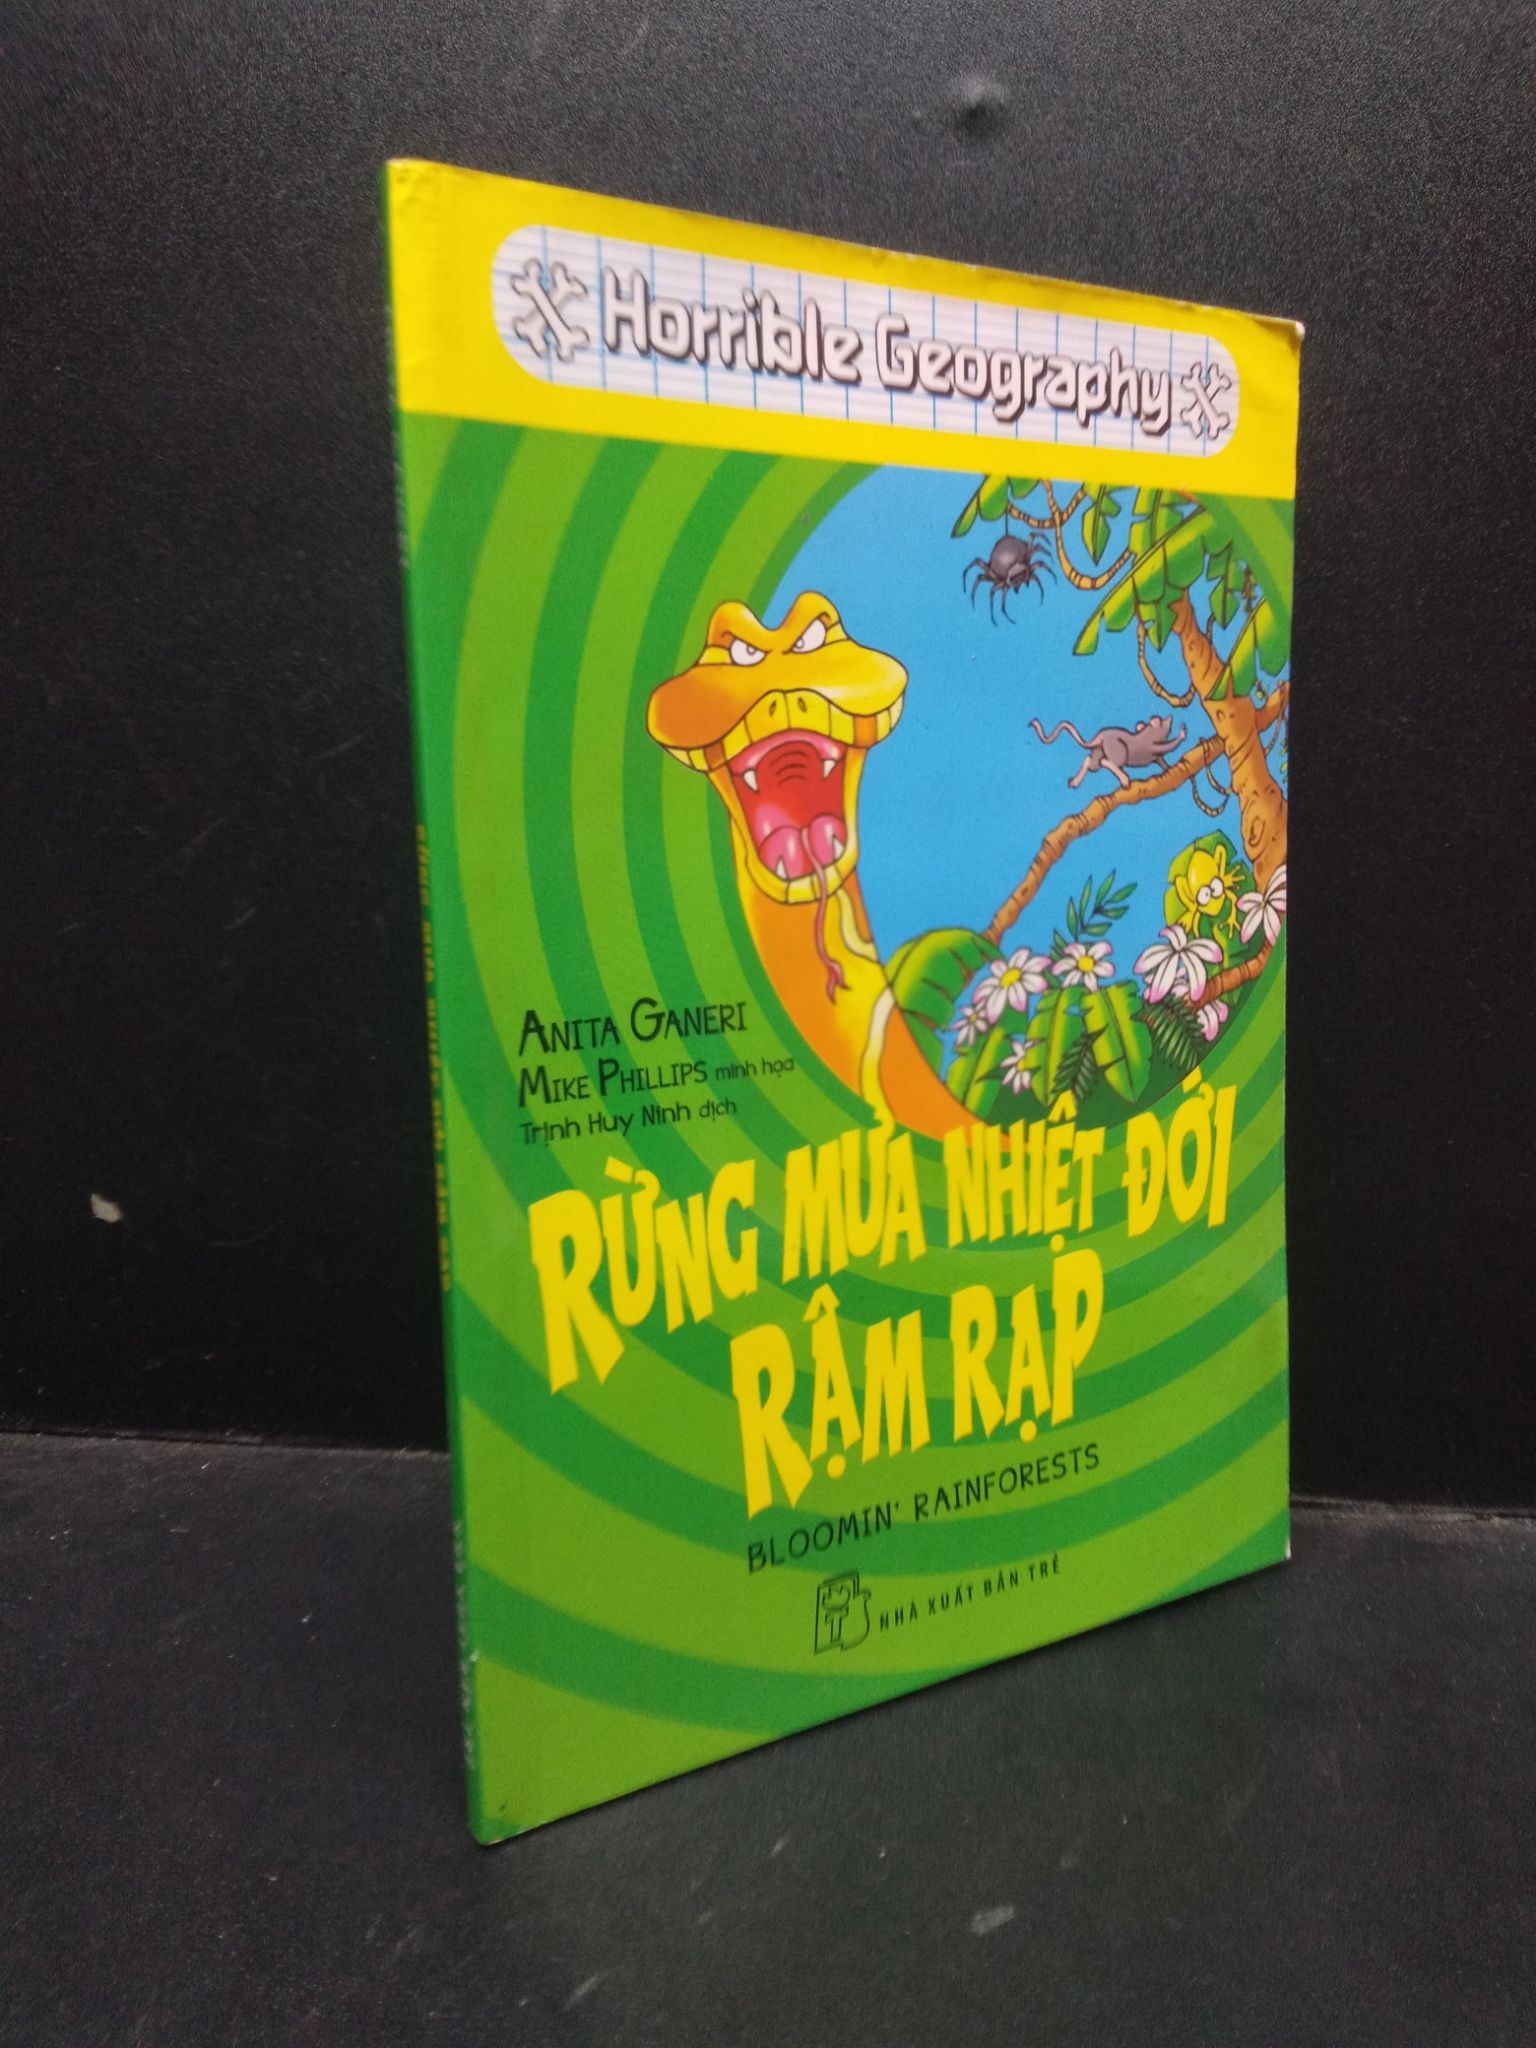 Horrible Geography
ANITA GANERI
MIKE PHILLIPS minh họa
Trịnh Huy Ninh dịch
RỪNG MƯA NHIỆT ĐỚI
RẬM RẠP
BLOOMIN' RAINFORESTS
NHÀ XUẤT BẢN TRẺ